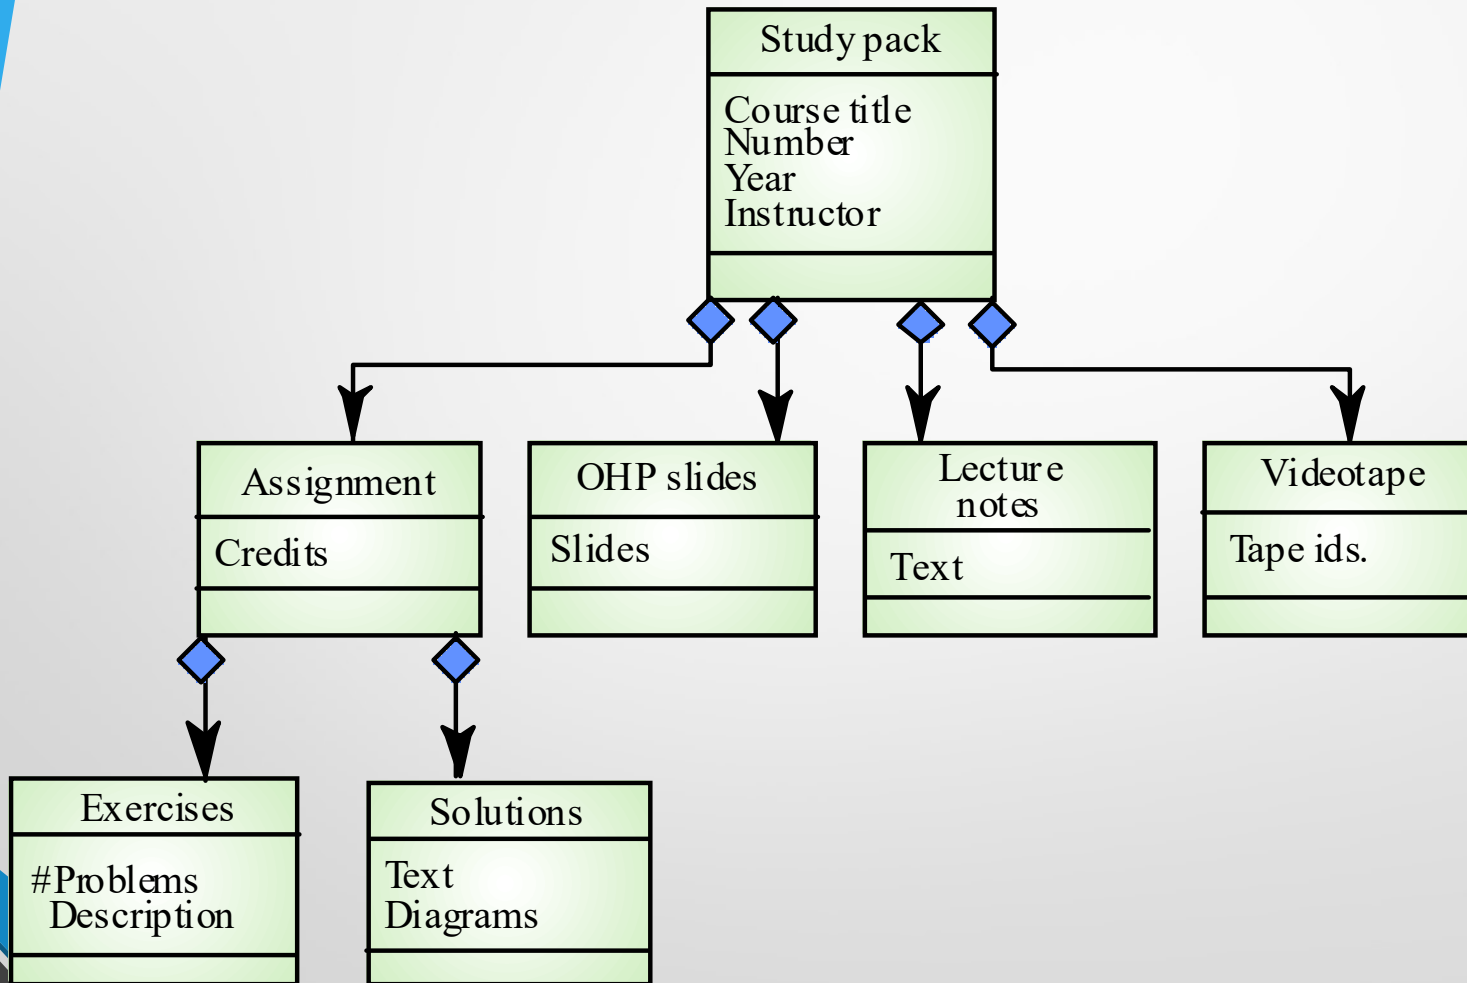 Study pack
Course title
Number
Year
Instructor
Assignment
Credits
OHP slides
Slides
Lecture
notes
Text
Videotape
Tape ids.
Exercises
#Problems
Description
Solutions
Text
Diagrams